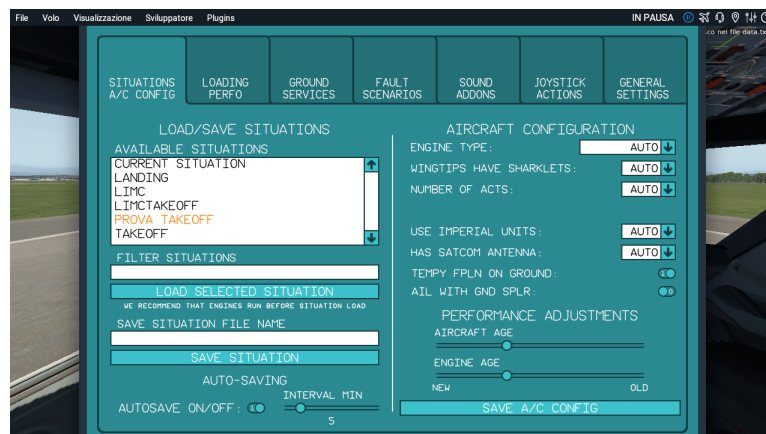 File Volo Visualizzazione Sviluppatore Plugins IN PAUSA
sco nel file data.tx
SITUATIONS A/C CONFIG
LOADING PERFO
GROUND SERVICES
FAULT SCENARIOS
SOUND ADDONS
JOYSTICK ACTIONS
GENERAL SETTINGS
LOAD/SAVE SITUATIONS
AVAILABLE SITUATIONS
CURRENT SITUATION
LANDING
LIMC
LIMCTAKEOFF
PROVA TAKEOFF
TAKEOFF
FILTER SITUATIONS
LOAD SELECTED SITUATION
WE RECOMMEND THAT ENGINES RUN BEFORE SITUATION LOAD
SAVE SITUATION FILE NAME
SAVE SITUATION
AUTO-SAVING
INTERVAL MIN
AUTOSAVE ON/OFF:
5
AIRCRAFT CONFIGURATION
ENGINE TYPE: AUTO
WINGTIPS HAVE SHARKLETS: AUTO
NUMBER OF ACTS: AUTO
USE IMPERIAL UNITS: AUTO
HAS SATCOM ANTENNA: AUTO
TEMPY FPLN ON GROUND:
AIL WITH GND SPLR:
PERFORMANCE ADJUSTMENTS
AIRCRAFT AGE
ENGINE AGE
NEW OLD
SAVE A/C CONFIG